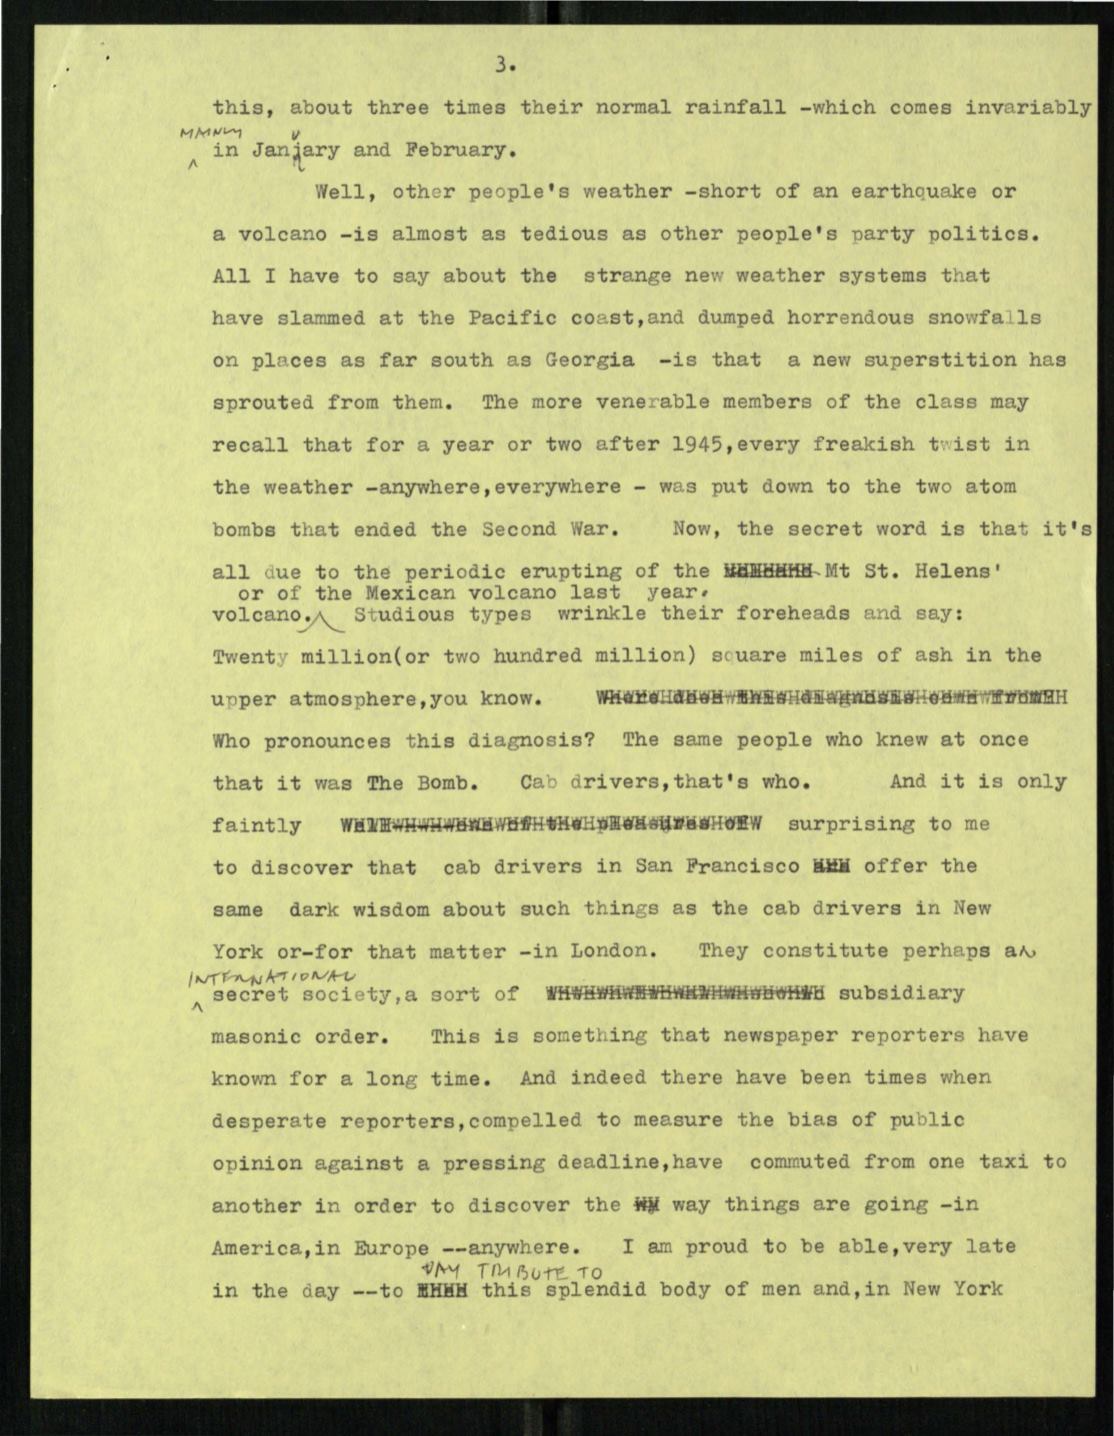 3.
this, about three times their normal rainfall -which comes invariably
MAINLY
in January and February.
Well, other people's weather -short of an earthquake or
a volcano -is almost as tedious as other people's party politics.
All I have to say about the strange new weather systems that
have slammed at the Pacific coast,and dumped horrendous snowfalls
on places as far south as Georgia -is that a new superstition has
sprouted from them. The more venerable members of the class may
recall that for a year or two after 1945,every freakish twist in
the weather -anywhere,everywhere - was put down to the two atom
bombs that ended the Second War. Now, the secret word is that it's
all due to the periodic erupting of the Mt St. Helens'
or of the Mexican volcano last year.
volcano. Studious types wrinkle their foreheads and say:
Twenty million(or two hundred million) square miles of ash in the
upper atmosphere,you know. Where does this diagnosis come from
Who pronounces this diagnosis? The same people who knew at once
that it was The Bomb. Cab drivers,that's who. And it is only
faintly of the pleasures of surprising to me
to discover that cab drivers in San Francisco offer the
same dark wisdom about such things as the cab drivers in New
York or-for that matter -in London. They constitute perhaps an
INTERNATIONAL
secret society,a sort of subsidiary
masonic order. This is something that newspaper reporters have
known for a long time. And indeed there have been times when
desperate reporters,compelled to measure the bias of public
opinion against a pressing deadline,have commuted from one taxi to
another in order to discover the way things are going -in
America,in Europe --anywhere. I am proud to be able,very late
PAY TRIBUTE TO
in the day --to this splendid body of men and,in New York